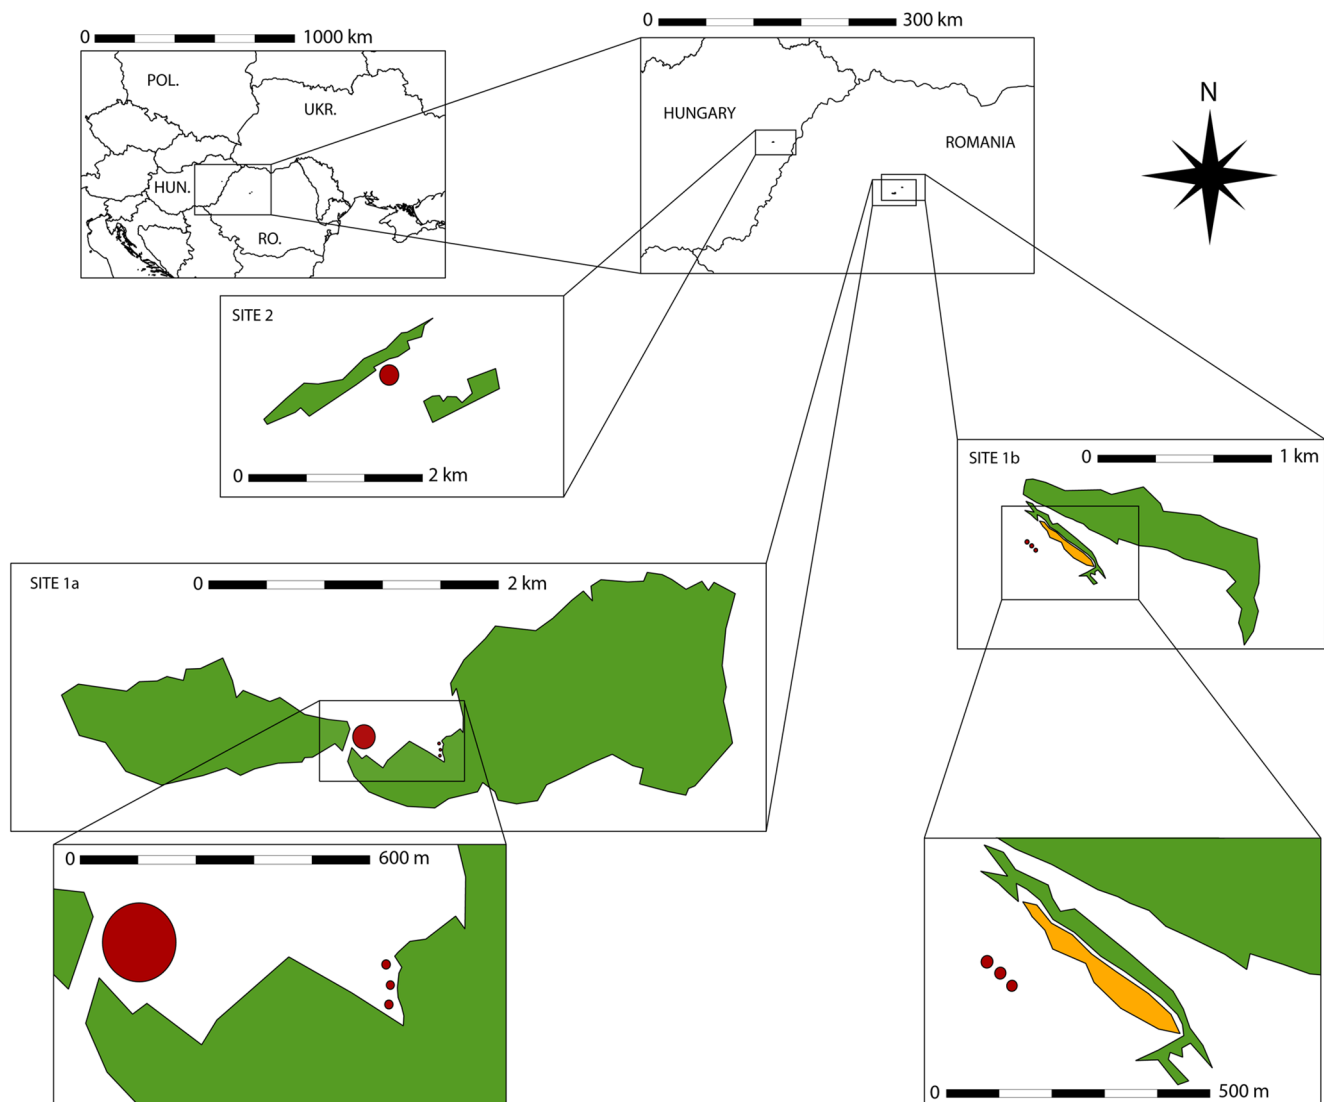 0 1000 km
POL.
UKR.
HUN.
RO.
0 300 km
HUNGARY
ROMANIA
N
SITE 2
0 2 km
SITE 1b
0 1 km
SITE 1a
0 2 km
0 600 m
0 500 m